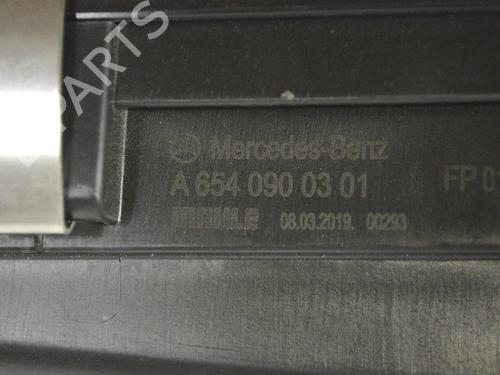 PARTS
Mercedes-Benz
A 654 090 03 01 FP 0
MAHLE 08.03.2019. 00293